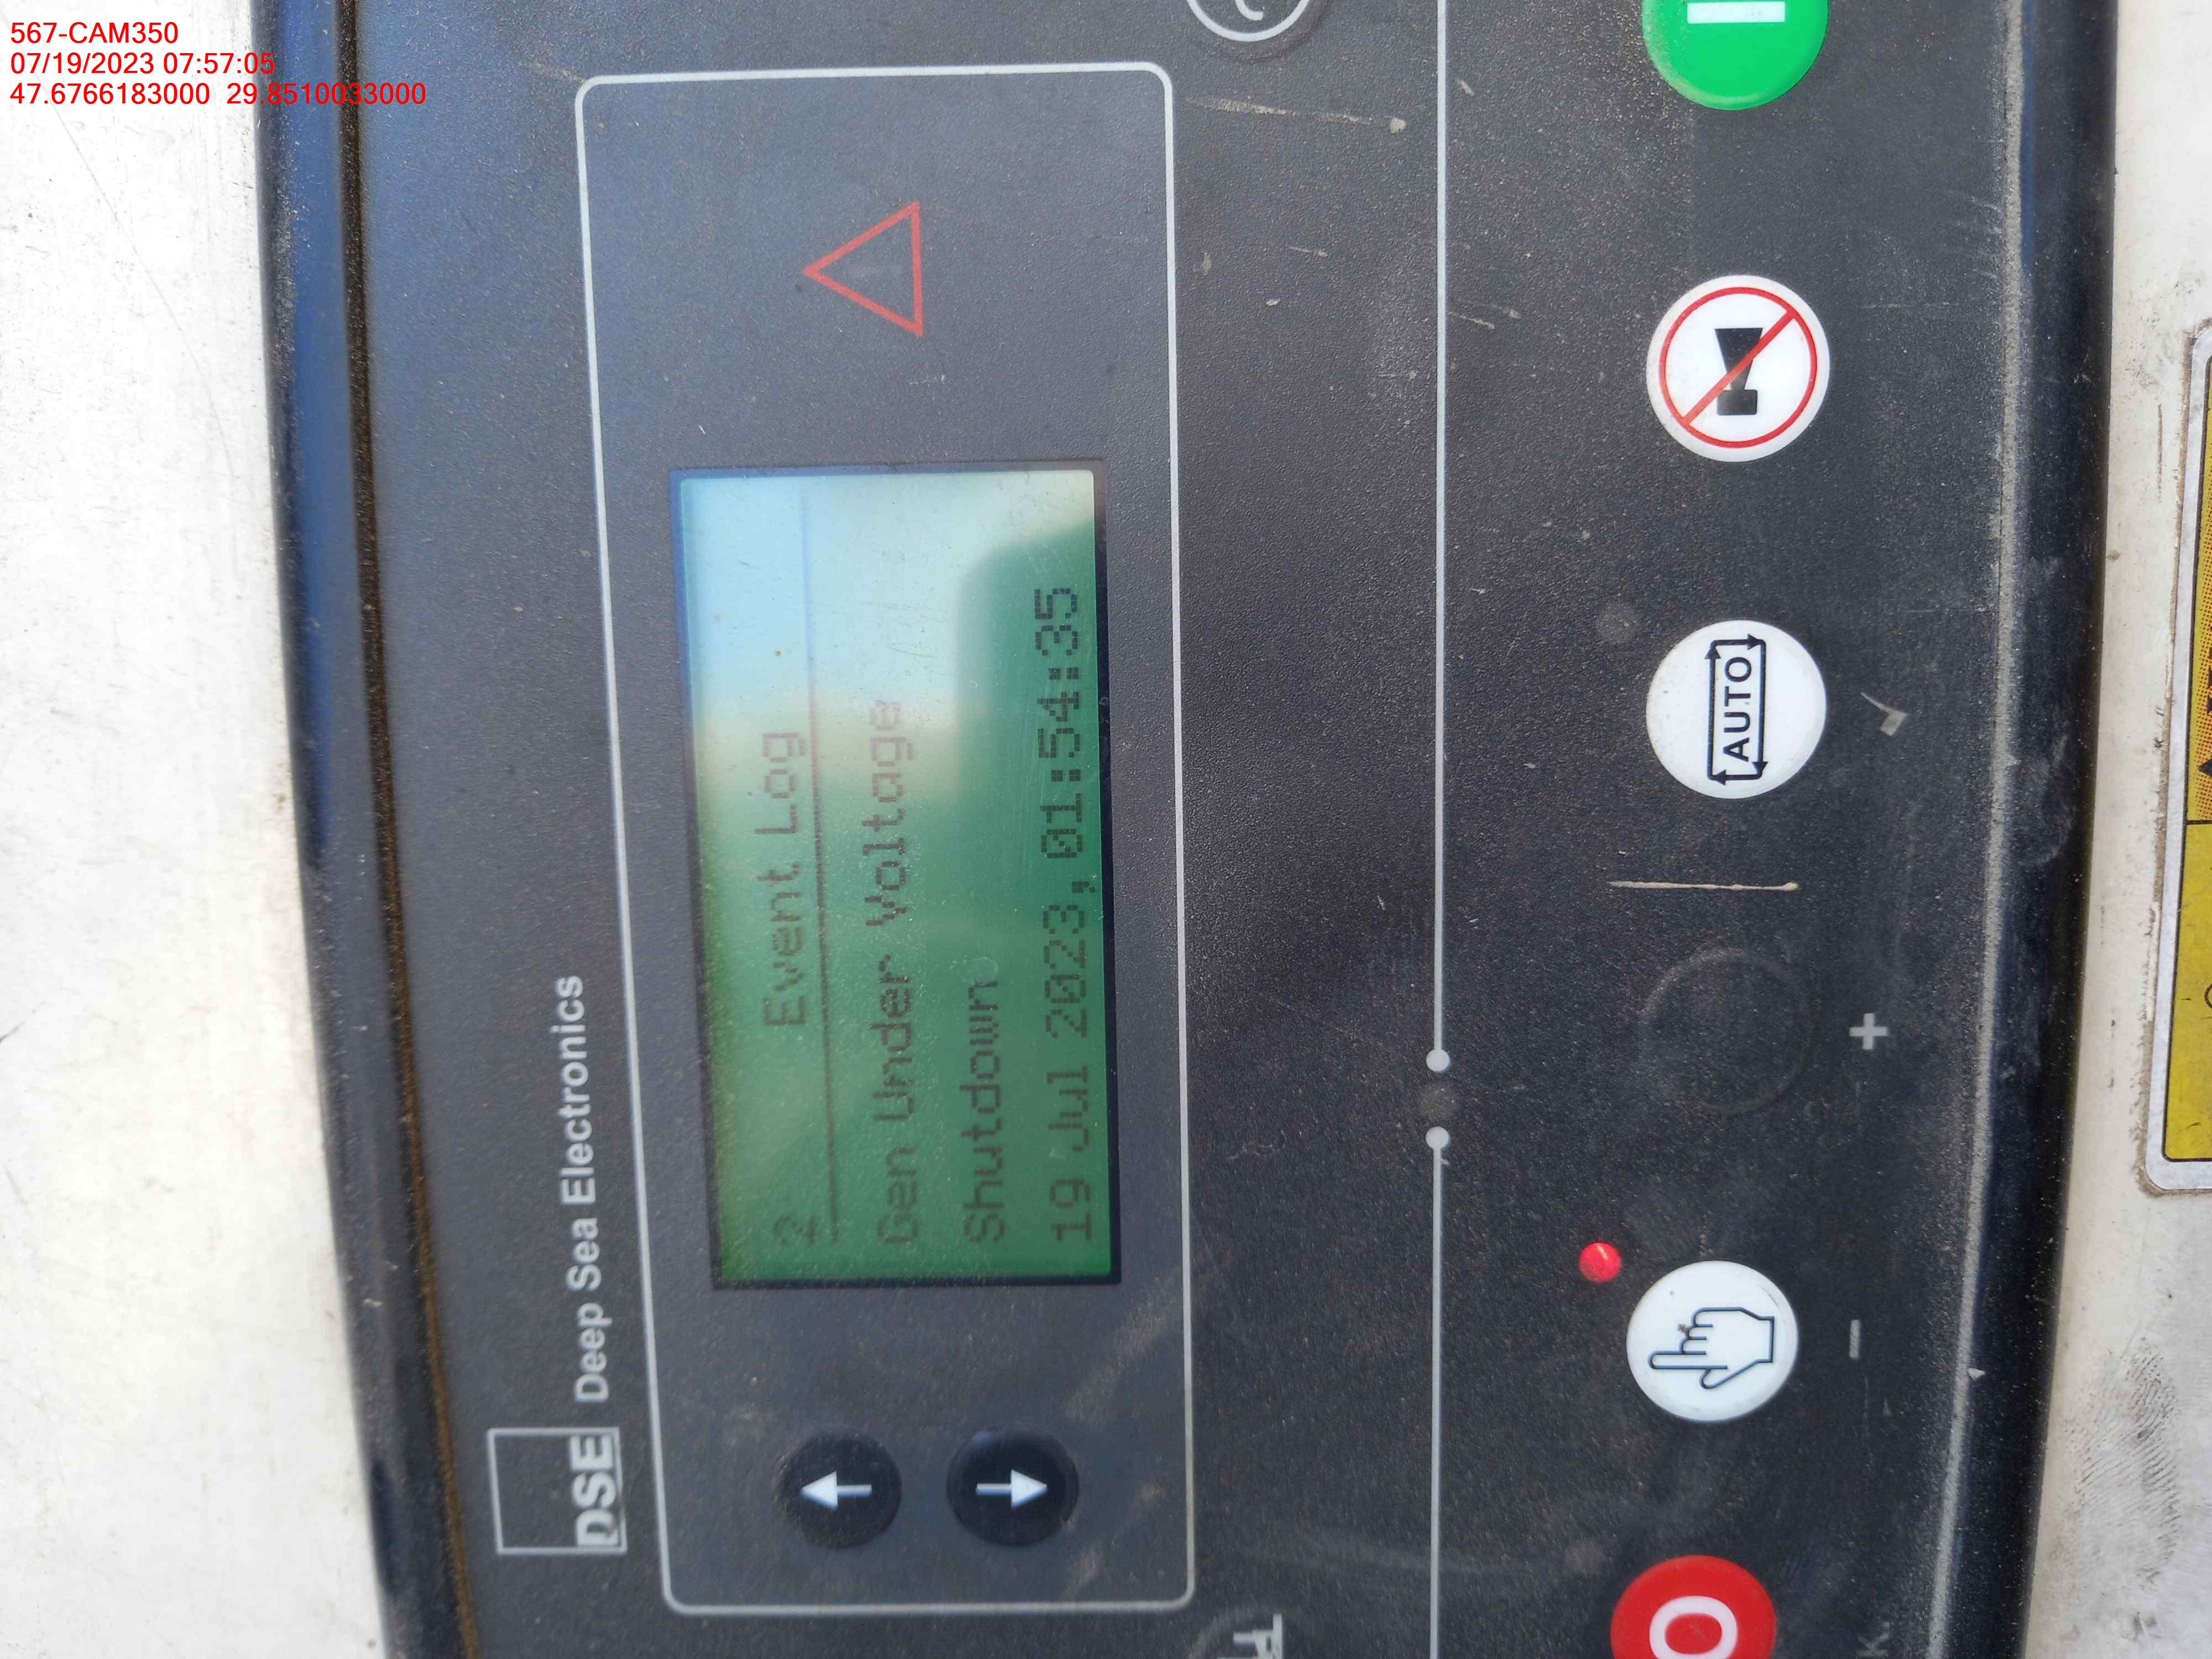 567-CAM350
07/19/2023 07:57:05
47.6766183000 29.8510033000
DSE Deep Sea Electronics
2 Event Log
Gen Under Voltage
Shutdown
19 Jul 2023,01:54:35
O
AUTO
I
- +